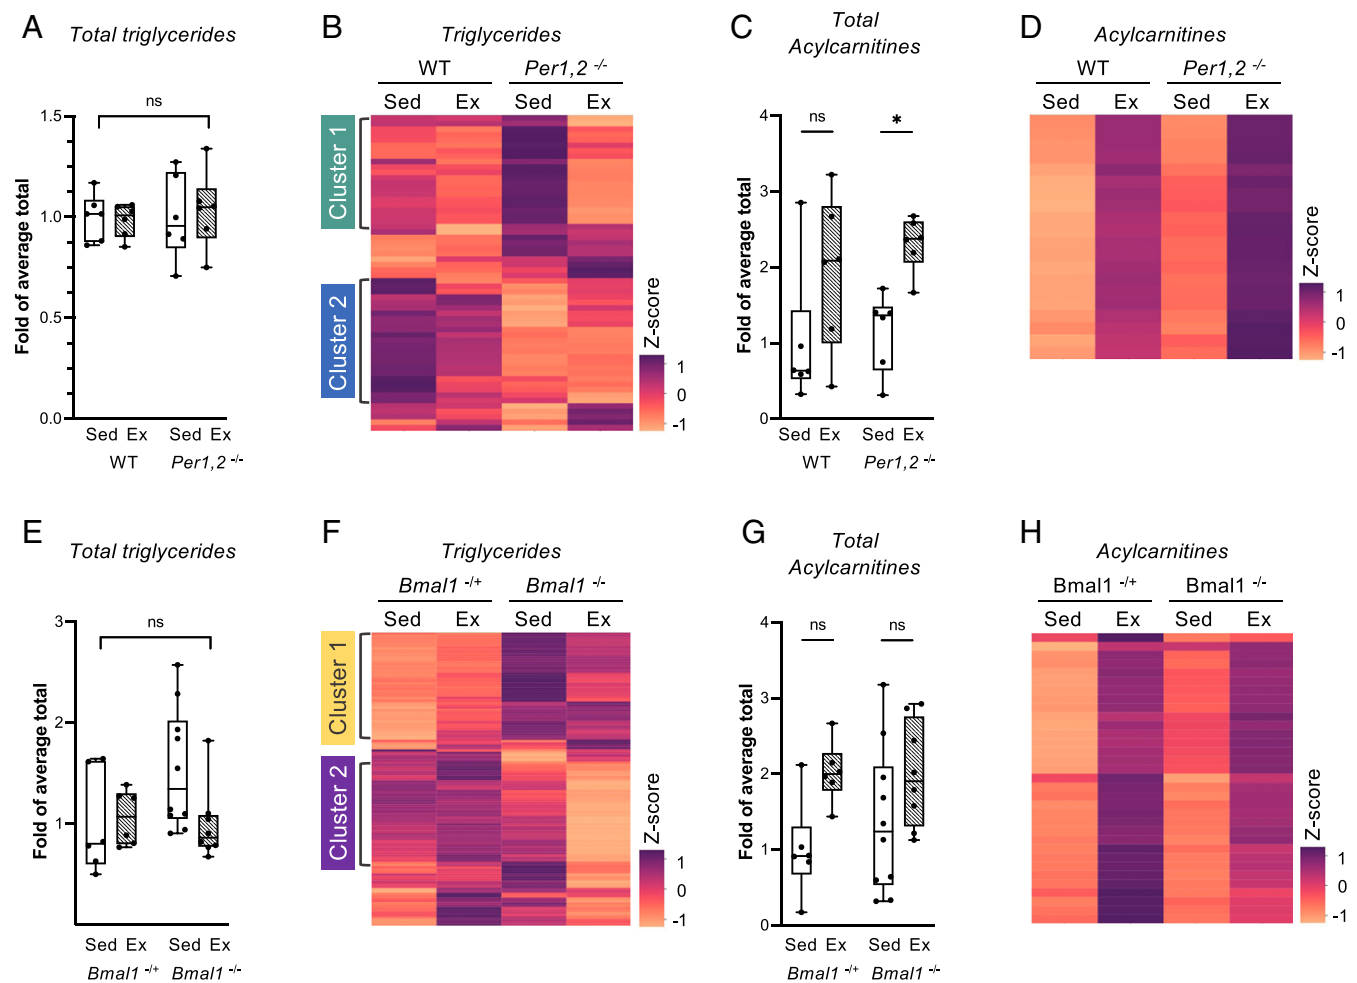 A
Total triglycerides
ns
Fold of average total
1.5
1.0
0.5
0.0
Sed Ex Sed Ex
WT Per1,2 -/-
B
Triglycerides
WT Per1,2 -/-
Sed Ex Sed Ex
Cluster 1
Cluster 2
Z-score
1
0
-1
C
Total
Acylcarnitines
ns *
Fold of average total
4
3
2
1
0
Sed Ex Sed Ex
WT Per1,2 -/-
D
Acylcarnitines
WT Per1,2 -/-
Sed Ex Sed Ex
Z-score
1
0
-1
E
Total triglycerides
ns
Fold of average total
3
2
1
Sed Ex Sed Ex
Bmal1 -/+ Bmal1 -/-
F
Triglycerides
Bmal1 -/+ Bmal1 -/-
Sed Ex Sed Ex
Cluster 1
Cluster 2
Z-score
1
0
-1
G
Total
Acylcarnitines
ns ns
Fold of average total
4
3
2
1
0
Sed Ex Sed Ex
Bmal1 -/+ Bmal1 -/-
H
Acylcarnitines
Bmal1 -/+ Bmal1 -/-
Sed Ex Sed Ex
Z-score
1
0
-1